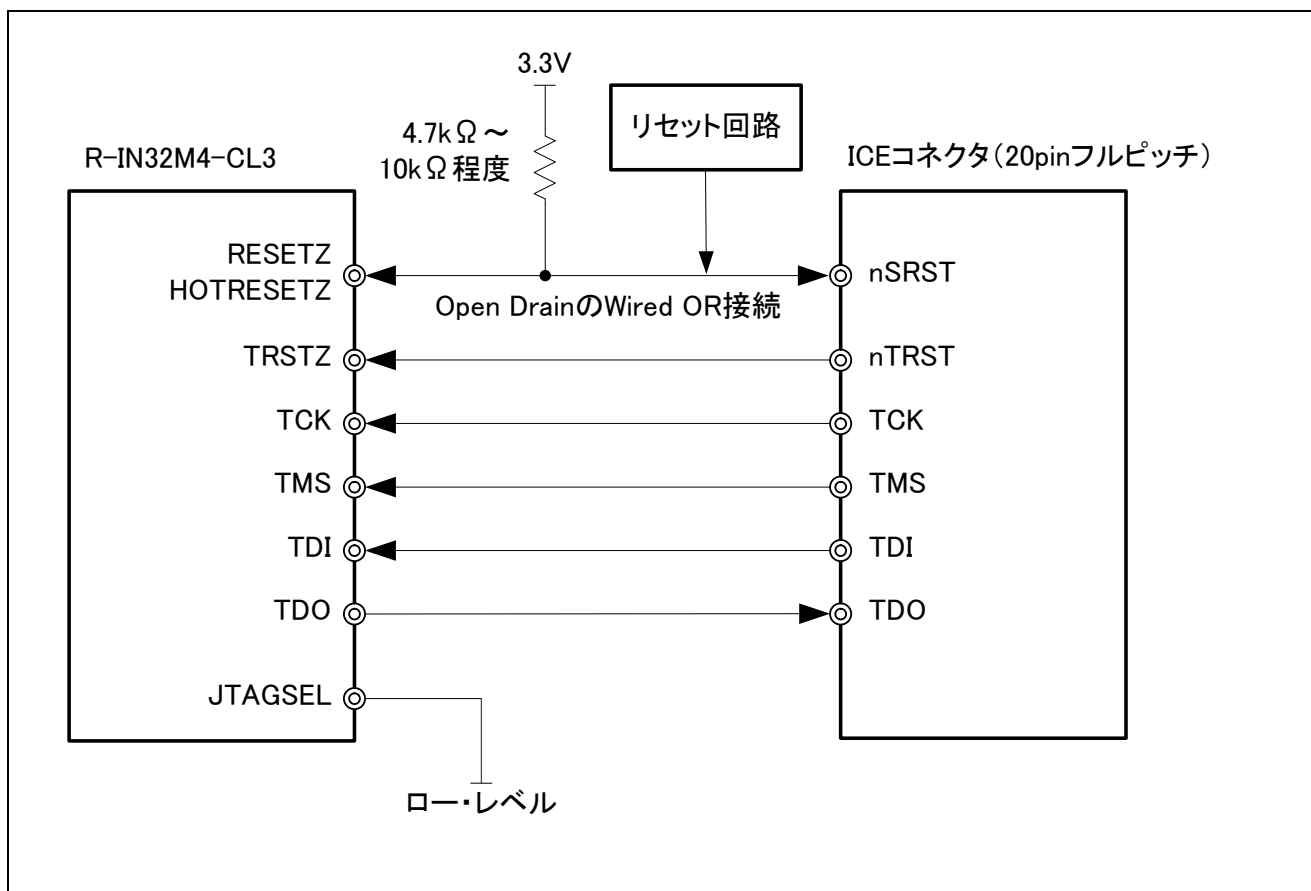 3.3V
4.7kΩ～
10kΩ程度
リセット回路
R-IN32M4-CL3
ICEコネクタ（20pinフルピッチ）
RESETZ
HOTRESETZ
nSRST
Open DrainのWired OR接続
TRSTZ
nTRST
TCK
TCK
TMS
TMS
TDI
TDI
TDO
TDO
JTAGSEL
ロー・レベル